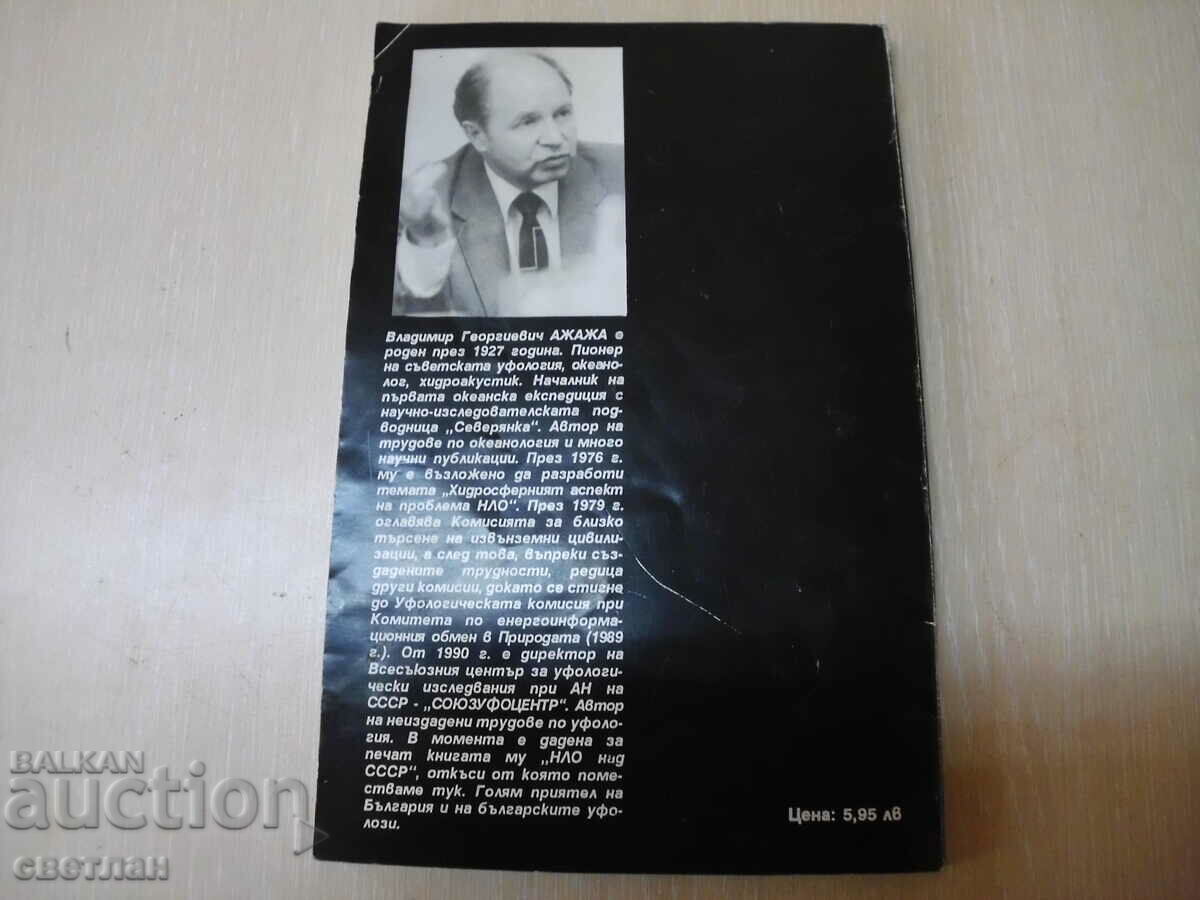 Владимир Георгиевич АЖАЖА е
роден през 1927 година. Пионер
на съветската уфология, океано-
лог, хидроакустик. Началник на
първата океанска експедиция с
научно-изследователската под-
водница „Северянка“. Автор на
трудове по океанология и много
научни публикации. През 1976 г.
му е възложено да разработи
темата „Хидросферният аспект
на проблема НЛО“. През 1979 г.
оглавява Комисията за близко
търсене на извънземни цивили-
зации, а след това, въпреки съз-
дадените трудности, редица
други комисии, докато се стигне
до Уфологическата комисия при
Комитета по енергоинформа-
ционния обмен в Природата (1989
г.). От 1990 г. е директор на
Всесъюзния център за уфологи-
чески изследвания при АН на
СССР - „СОЮЗУФОЦЕНТР“. Автор
на неиздадени трудове по уфоло-
гия. В момента е дадена за
печат книгата му „НЛО над
СССР“, откъси от която поме-
стваме тук. Голям приятел на
България и на българските уфо-
лози.
Цена: 5,95 лв
BALKAN
auction
светлан